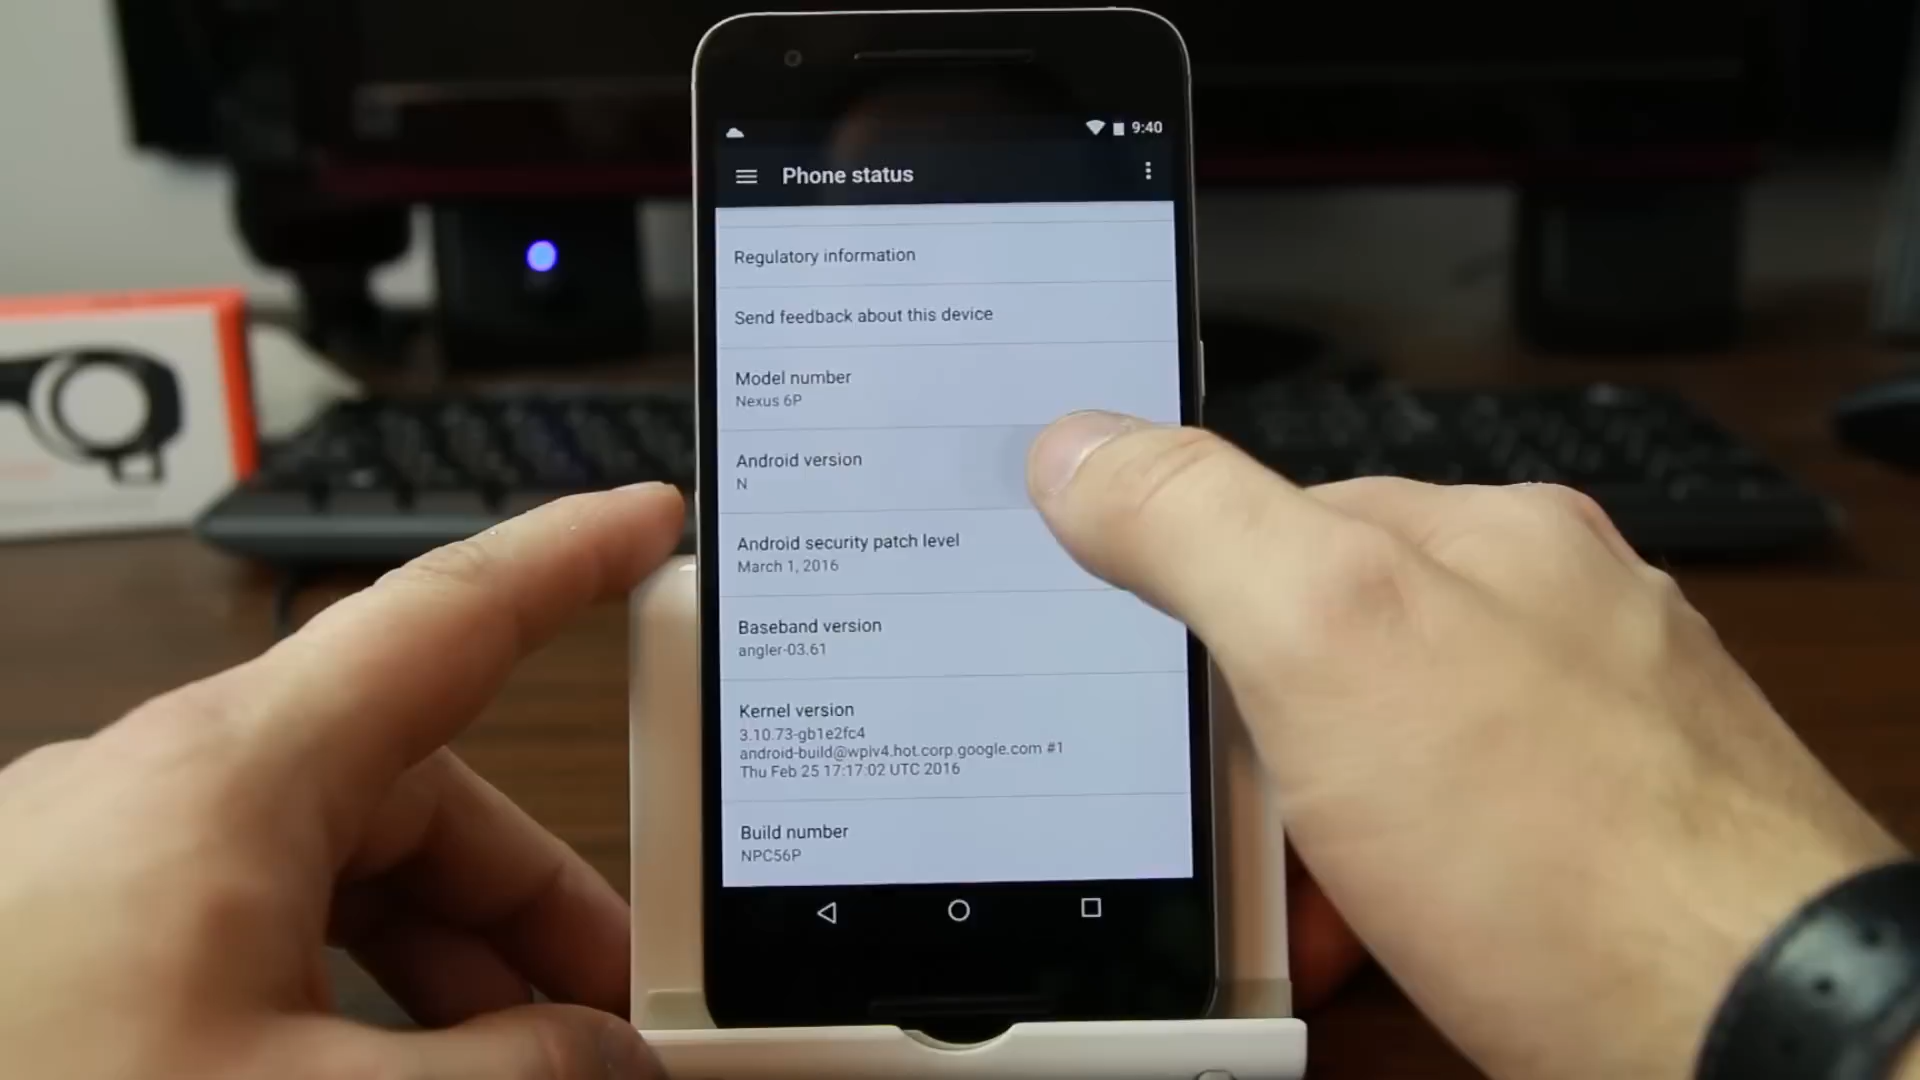 9:40
Phone status
Regulatory information
Send feedback about this device
Model number
Nexus 6P
Android version
N
Android security patch level
March 1, 2016
Baseband version
angler-03.61
Kernel version
3.10.73-gb1e2fc4
android-build@wpiv4.hot.corp.google.com #1
Thu Feb 25 17:17:02 UTC 2016
Build number
NPC56P